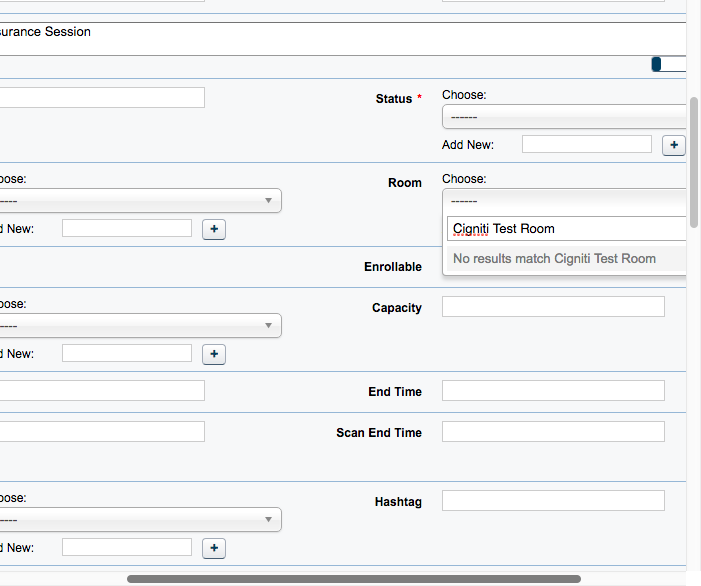 surance Session
Status *
Choose:
------
Add New:
+
oose:
----
d New:
+
Room
Choose:
------
Cigniti Test Room
No results match Cigniti Test Room
Enrollable
oose:
----
d New:
+
Capacity
End Time
Scan End Time
oose:
----
d New:
+
Hashtag